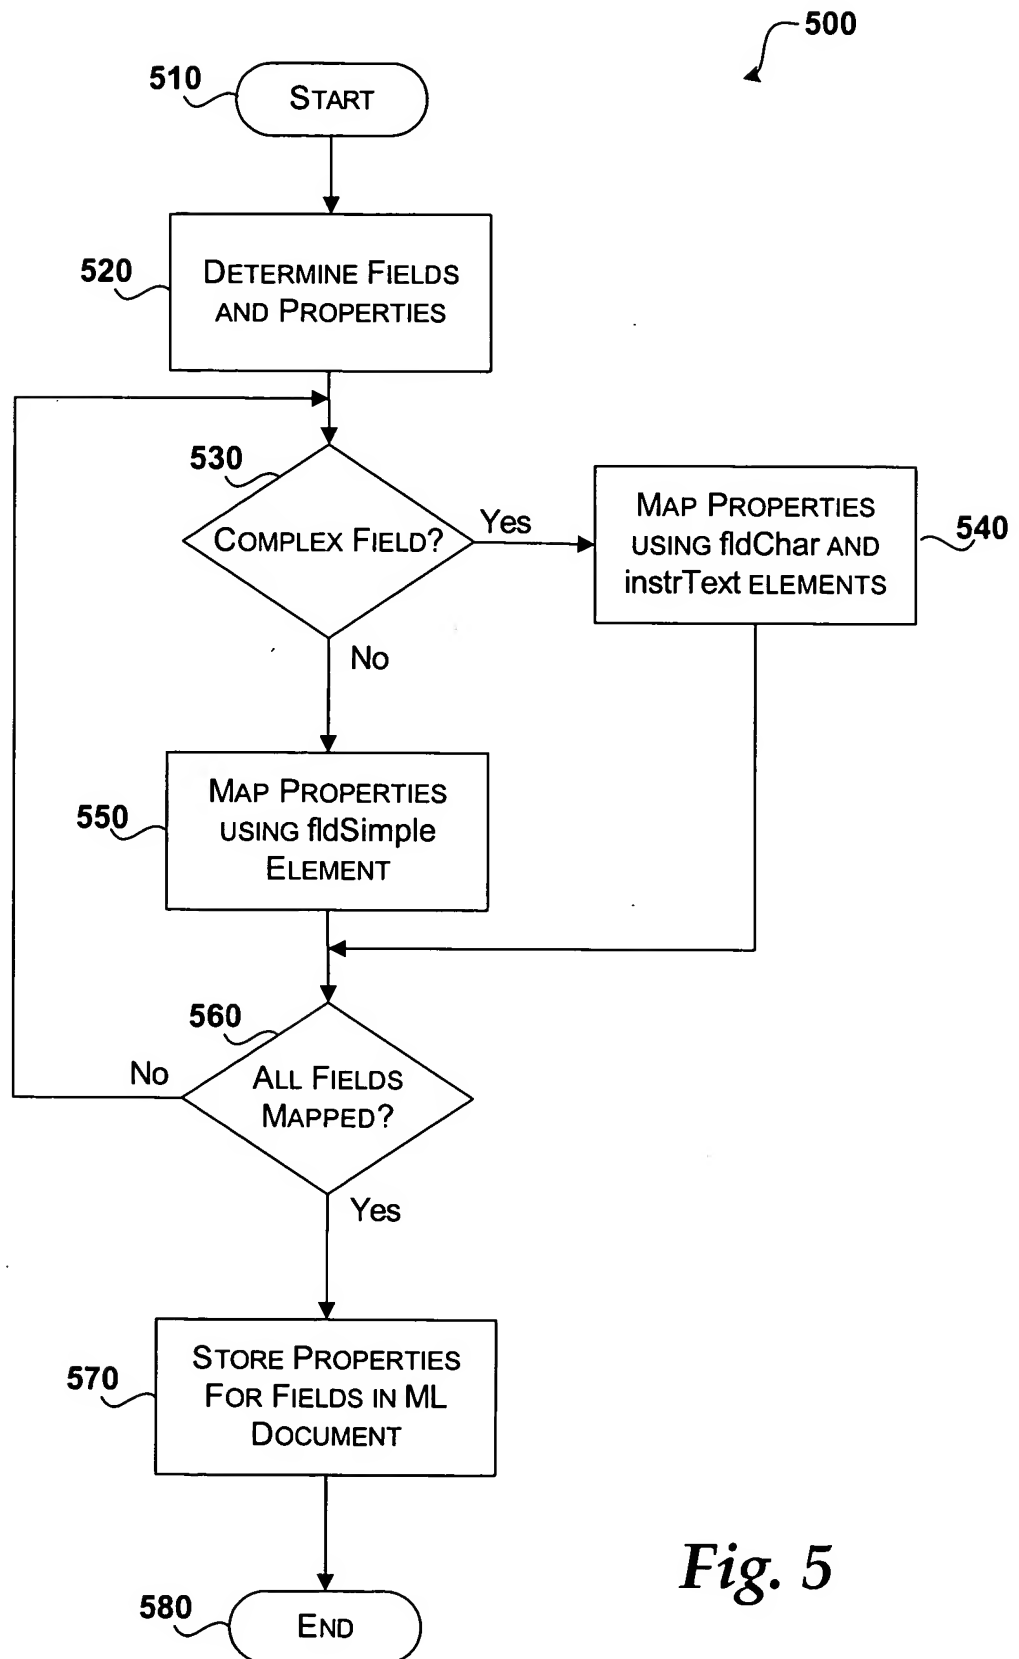 500
510
START
520
DETERMINE FIELDS
AND PROPERTIES
530
COMPLEX FIELD?
Yes
MAP PROPERTIES
USING fldChar AND
instrText ELEMENTS
540
No
550
MAP PROPERTIES
USING fldSimple
ELEMENT
560
No
ALL FIELDS
MAPPED?
Yes
570
STORE PROPERTIES
FOR FIELDS IN ML
DOCUMENT
580
END
Fig. 5